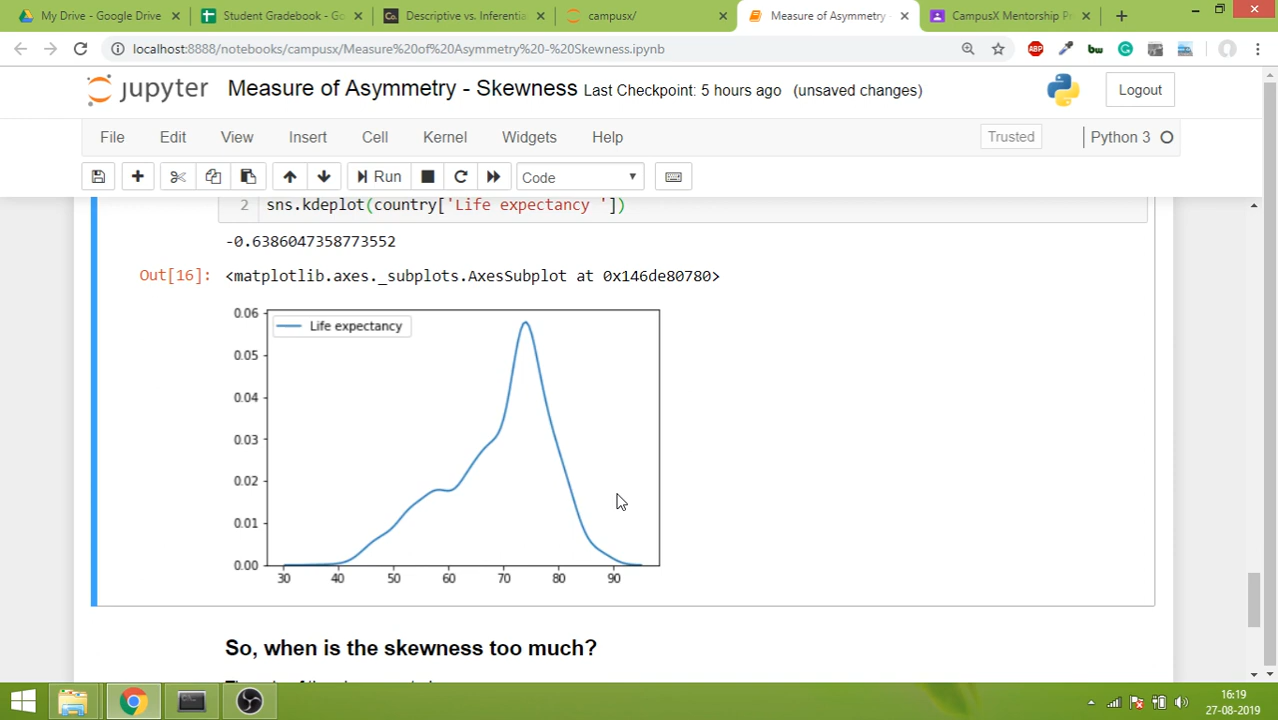 My Drive - Google Drive
Student Gradebook - Go
Descriptive vs. Inferentia
campusx/
Measure of Asymmetry -
CampusX Mentorship Pr
localhost:8888/notebooks/campusx/Measure%20of%20Asymmetry%20-%20Skewness.ipynb
jupyter Measure of Asymmetry - Skewness Last Checkpoint: 5 hours ago (unsaved changes)
Logout
File Edit View Insert Cell Kernel Widgets Help
Trusted
Python 3
Run
Code
2 sns.kdeplot(country['Life expectancy '])
-0.6386047358773552
Out[16]: <matplotlib.axes._subplots.AxesSubplot at 0x146de80780>
Life expectancy
0.06
0.05
0.04
0.03
0.02
0.01
0.00
30 40 50 60 70 80 90
So, when is the skewness too much?
16:19
27-08-2019